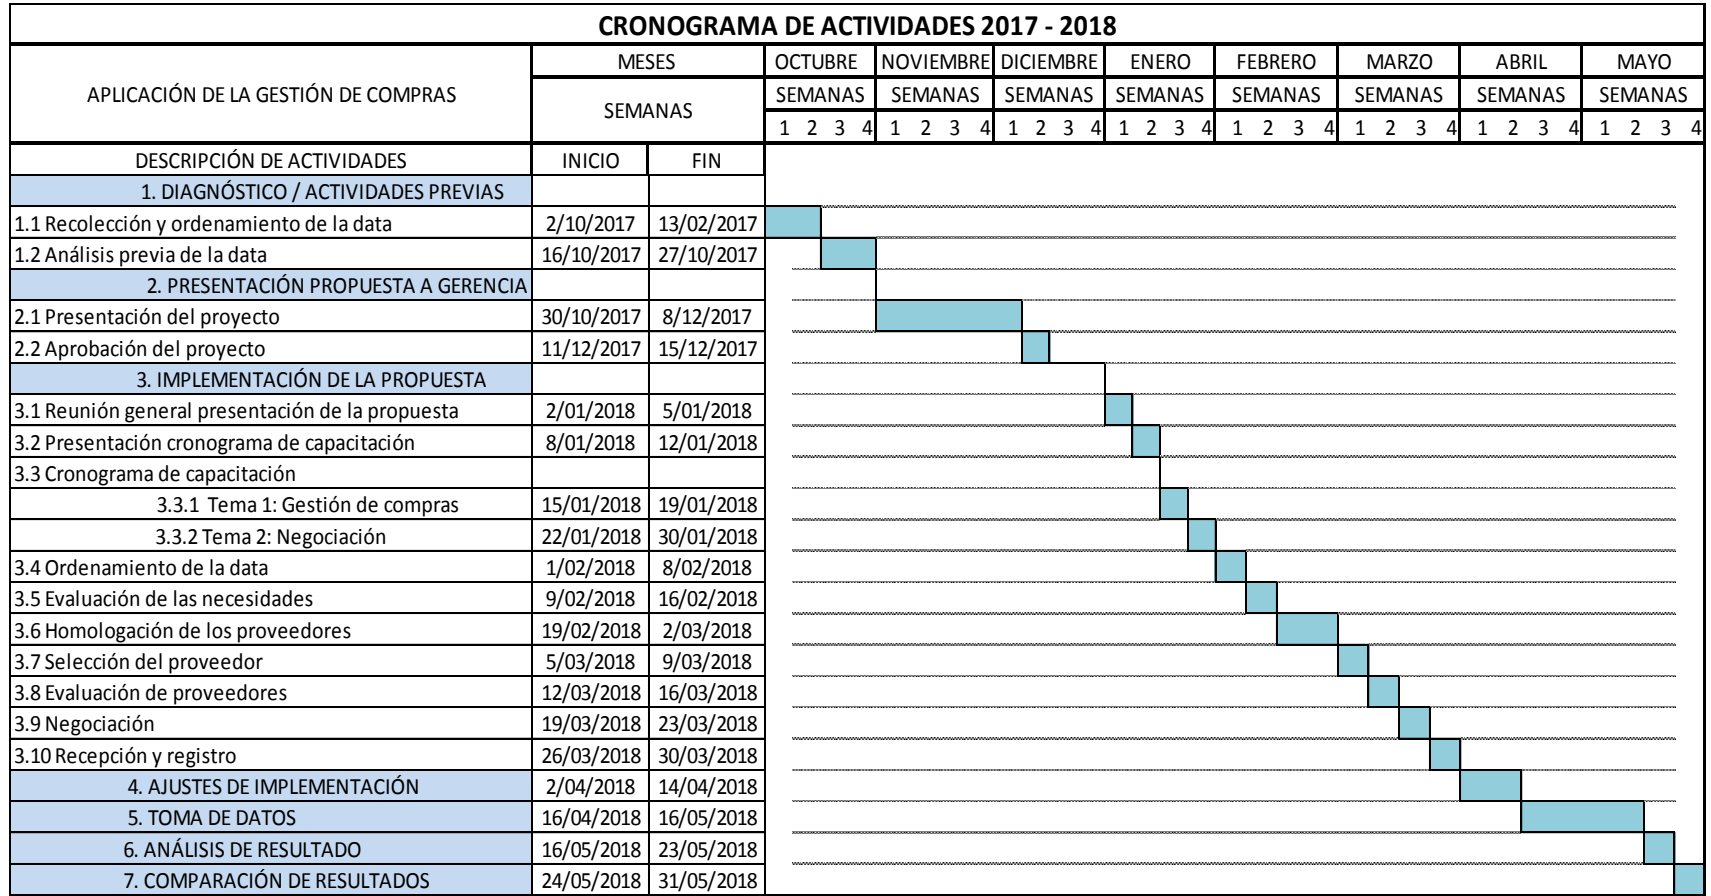 CRONOGRAMA DE ACTIVIDADES 2017 - 2018
APLICACIÓN DE LA GESTIÓN DE COMPRAS MESES OCTUBRE NOVIEMBRE DICIEMBRE ENERO FEBRERO MARZO ABRIL MAYO
SEMANAS SEMANAS SEMANAS SEMANAS SEMANAS SEMANAS SEMANAS SEMANAS SEMANAS
1 2 3 4 1 2 3 4 1 2 3 4 1 2 3 4 1 2 3 4 1 2 3 4 1 2 3 4 1 2 3 4
DESCRIPCIÓN DE ACTIVIDADES INICIO FIN
1. DIAGNÓSTICO / ACTIVIDADES PREVIAS
1.1 Recolección y ordenamiento de la data 2/10/2017 13/02/2017
1.2 Análisis previa de la data 16/10/2017 27/10/2017
2. PRESENTACIÓN PROPUESTA A GERENCIA
2.1 Presentación del proyecto 30/10/2017 8/12/2017
2.2 Aprobación del proyecto 11/12/2017 15/12/2017
3. IMPLEMENTACIÓN DE LA PROPUESTA
3.1 Reunión general presentación de la propuesta 2/01/2018 5/01/2018
3.2 Presentación cronograma de capacitación 8/01/2018 12/01/2018
3.3 Cronograma de capacitación
3.3.1 Tema 1: Gestión de compras 15/01/2018 19/01/2018
3.3.2 Tema 2: Negociación 22/01/2018 30/01/2018
3.4 Ordenamiento de la data 1/02/2018 8/02/2018
3.5 Evaluación de las necesidades 9/02/2018 16/02/2018
3.6 Homologación de los proveedores 19/02/2018 2/03/2018
3.7 Selección del proveedor 5/03/2018 9/03/2018
3.8 Evaluación de proveedores 12/03/2018 16/03/2018
3.9 Negociación 19/03/2018 23/03/2018
3.10 Recepción y registro 26/03/2018 30/03/2018
4. AJUSTES DE IMPLEMENTACIÓN 2/04/2018 14/04/2018
5. TOMA DE DATOS 16/04/2018 16/05/2018
6. ANÁLISIS DE RESULTADO 16/05/2018 23/05/2018
7. COMPARACIÓN DE RESULTADOS 24/05/2018 31/05/2018